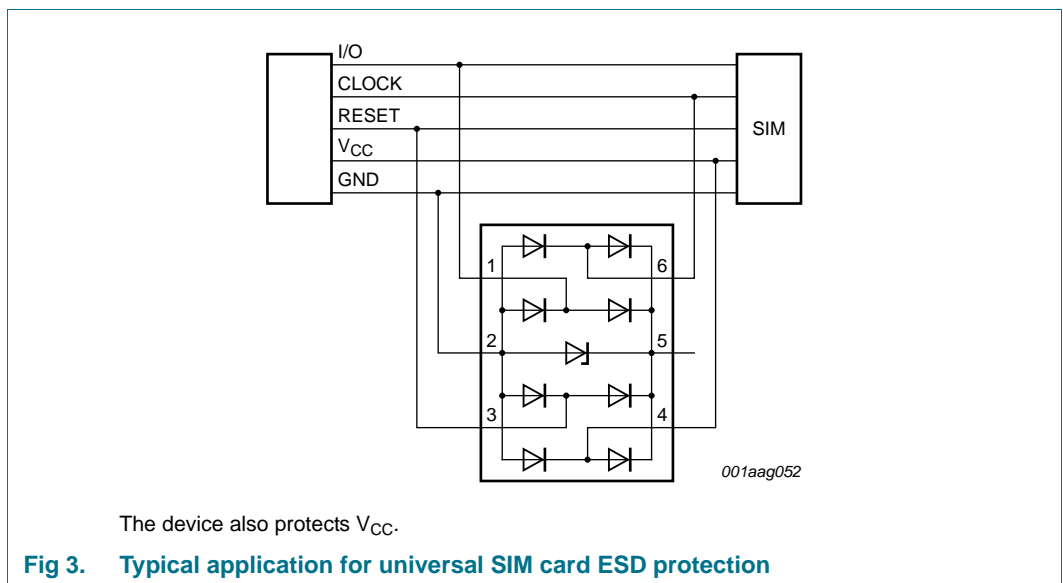 I/O
CLOCK
RESET
VCC
GND
SIM
1
6
2
5
3
4
001aag052
The device also protects VCC.
Fig 3. Typical application for universal SIM card ESD protection